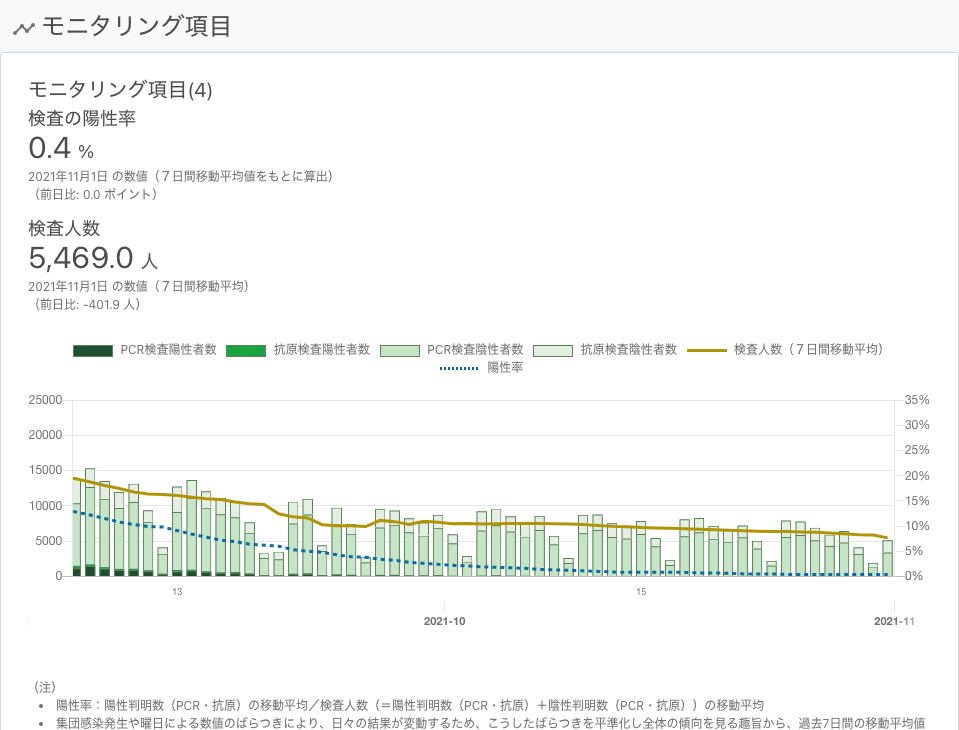 モニタリング項目
モニタリング項目(4)
検査の陽性率
0.4 %
2021年11月1日 の数値（７日間移動平均値をもとに算出）
（前日比: 0.0 ポイント）
検査人数
5,469.0 人
2021年11月1日 の数値（７日間移動平均）
（前日比: -401.9 人）
PCR検査陽性者数 抗原検査陽性者数 PCR検査陰性者数 抗原検査陰性者数 検査人数（７日間移動平均）
陽性率
25000 35%
30%
20000
25%
15000 20%
15%
10000
10%
5000
5%
0 0%
13 15
2021-10 2021-11
（注）
• 陽性率：陽性判明数（PCR・抗原）の移動平均／検査人数（＝陽性判明数（PCR・抗原）＋陰性判明数（PCR・抗原））の移動平均
• 集団感染発生や曜日による数値のばらつきにより、日々の結果が変動するため、こうしたばらつきを平準化し全体の傾向を見る趣旨から、過去7日間の移動平均値